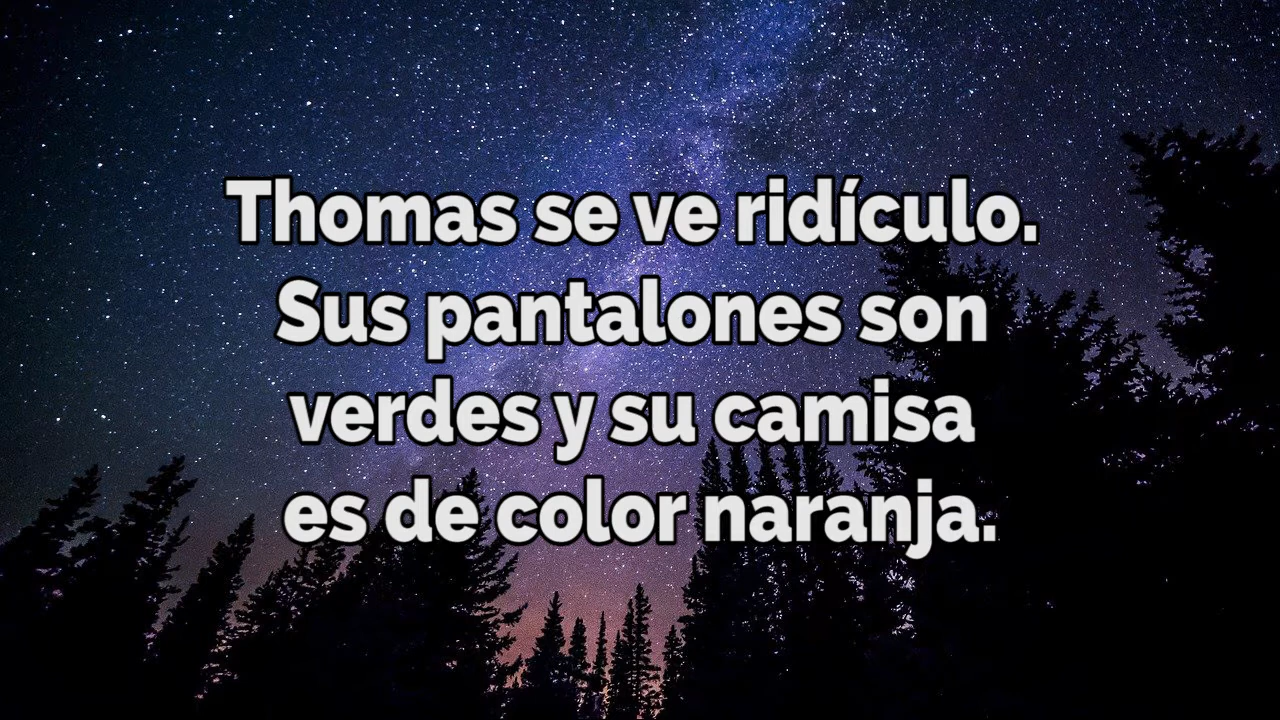 Thomas se ve ridículo.
Sus pantalones son
verdes y su camisa
es de color naranja.